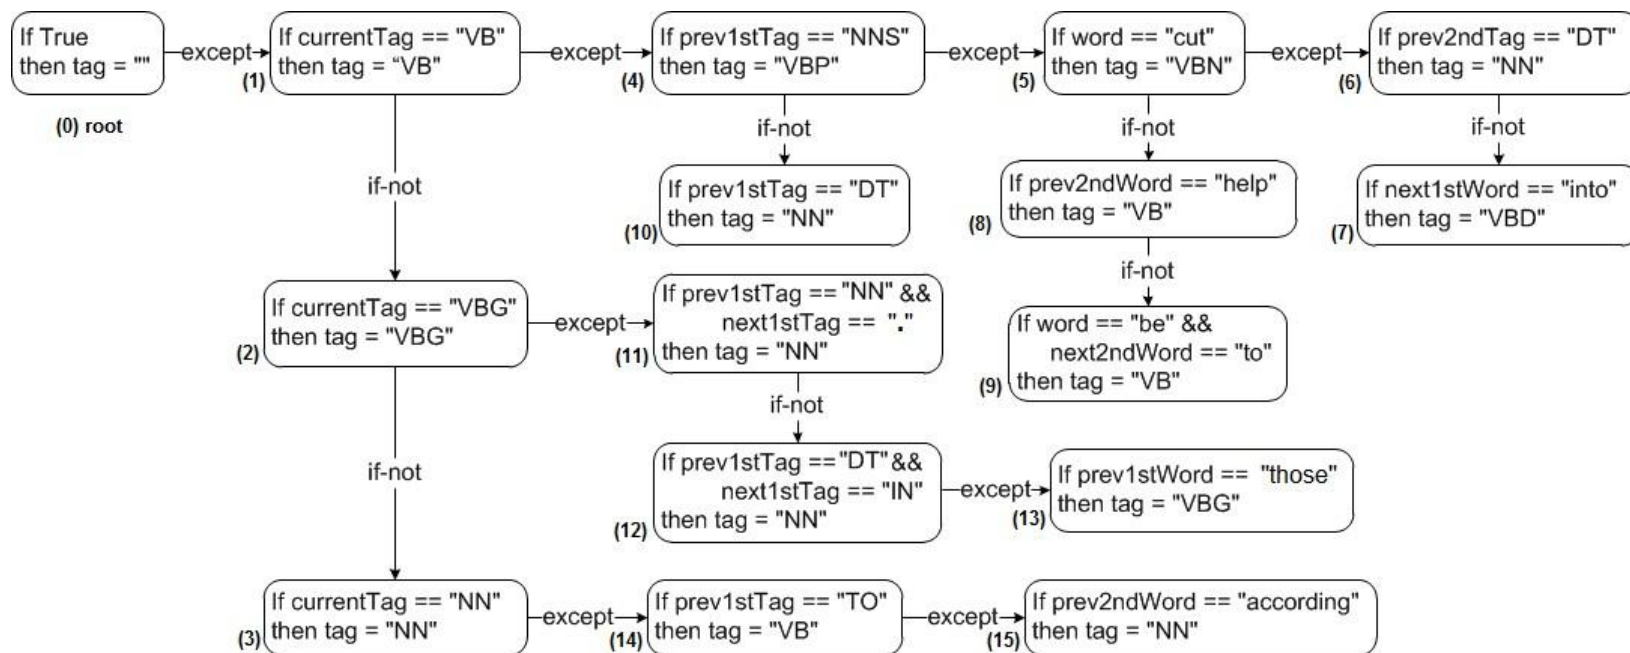 If True
then tag = ""
(0) root
except
If currentTag == "VB"
then tag = “VB"
(1)
except
If prev1stTag == "NNS"
then tag = "VBP"
(4)
except
If word == "cut"
then tag = "VBN"
(5)
except
If prev2ndTag == "DT"
then tag = "NN"
(6)
if-not
if-not
if-not
if-not
If prev1stTag == "DT"
then tag = "NN"
(10)
If prev2ndWord == "help"
then tag = "VB"
(8)
If next1stWord == "into"
then tag = "VBD"
(7)
if-not
If currentTag == "VBG"
then tag = "VBG"
(2)
except
If prev1stTag == "NN" &&
next1stTag == "."
then tag = "NN"
(11)
If word == "be" &&
next2ndWord == "to"
then tag = "VB"
(9)
if-not
if-not
If prev1stTag == "DT" &&
next1stTag == "IN"
then tag = "NN"
(12)
except
If prev1stWord == "those"
then tag = "VBG"
(13)
If currentTag == "NN"
then tag = "NN"
(3)
except
If prev1stTag == "TO"
then tag = "VB"
(14)
except
If prev2ndWord == "according"
then tag = "NN"
(15)